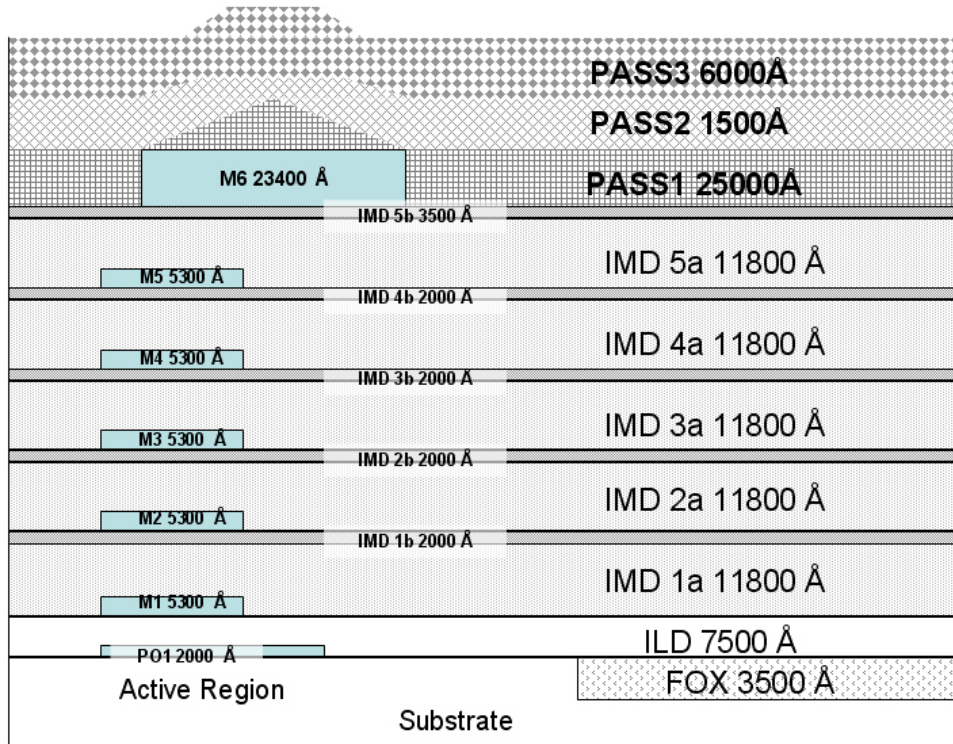 PASS3 6000Å
PASS2 1500Å
M6 23400 Å
PASS1 25000Å
IMD 5b 3500 Å
IMD 5a 11800 Å
M5 5300 Å
IMD 4b 2000 Å
IMD 4a 11800 Å
M4 5300 Å
IMD 3b 2000 Å
IMD 3a 11800 Å
M3 5300 Å
IMD 2b 2000 Å
IMD 2a 11800 Å
M2 5300 Å
IMD 1b 2000 Å
IMD 1a 11800 Å
M1 5300 Å
ILD 7500 Å
PO1 2000 Å
FOX 3500 Å
Active Region
Substrate